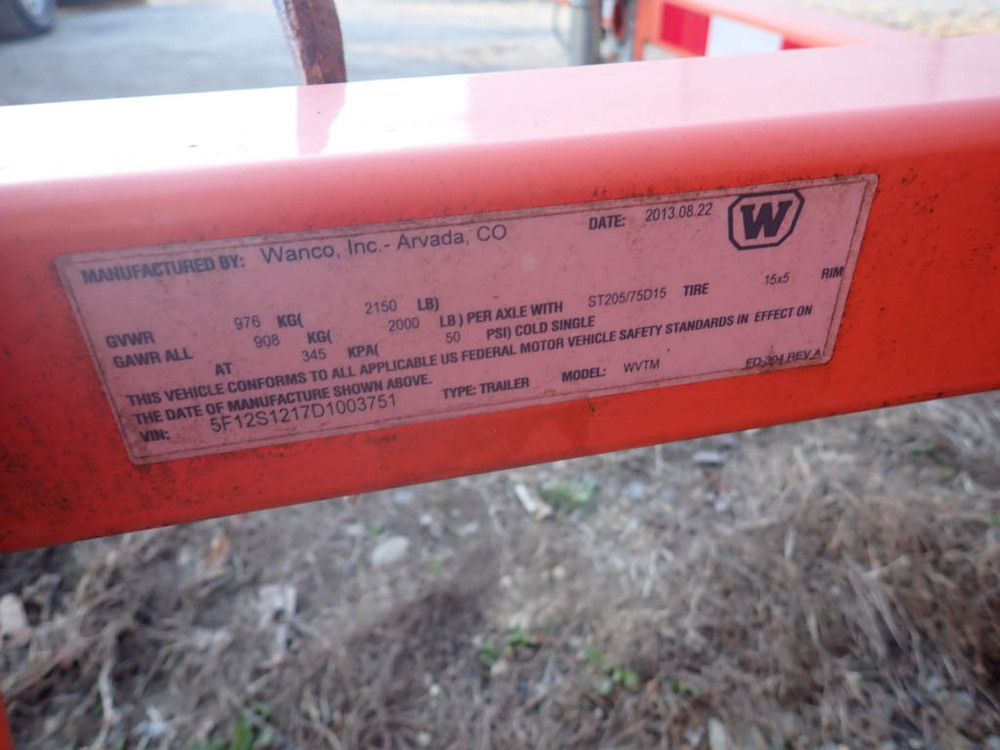 MANUFACTURED BY: Wanco, Inc.- Arvada, CO DATE: 2013.08.22 W
GVWR 976 KG( 2150 LB)
GAWR ALL 908 KG( 2000 LB) PER AXLE WITH ST205/75D15 TIRE 15x5 RIM
AT 345 KPA( 50 PSI) COLD SINGLE
THIS VEHICLE CONFORMS TO ALL APPLICABLE US FEDERAL MOTOR VEHICLE SAFETY STANDARDS IN EFFECT ON
THE DATE OF MANUFACTURE SHOWN ABOVE.
VIN: 5F12S1217D1003751 TYPE: TRAILER MODEL: WVTM ED-304 REV A